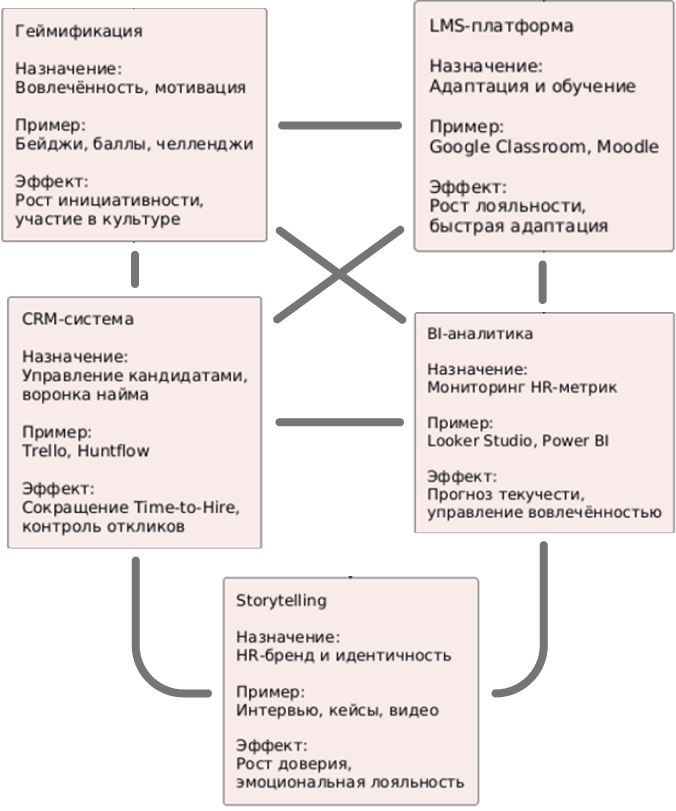 Геймификация
Назначение:
Вовлечённость, мотивация
Пример:
Бейджи, баллы, челленджи
Эффект:
Рост инициативности,
участие в культуре
LMS-платформа
Назначение:
Адаптация и обучение
Пример:
Google Classroom, Moodle
Эффект:
Рост лояльности,
быстрая адаптация
CRM-система
Назначение:
Управление кандидатами,
воронка найма
Пример:
Trello, Huntflow
Эффект:
Сокращение Time-to-Hire,
контроль откликов
BI-аналитика
Назначение:
Мониторинг HR-метрик
Пример:
Looker Studio, Power BI
Эффект:
Прогноз текучести,
управление вовлечённостью
Storytelling
Назначение:
HR-бренд и идентичность
Пример:
Интервью, кейсы, видео
Эффект:
Рост доверия,
эмоциональная лояльность